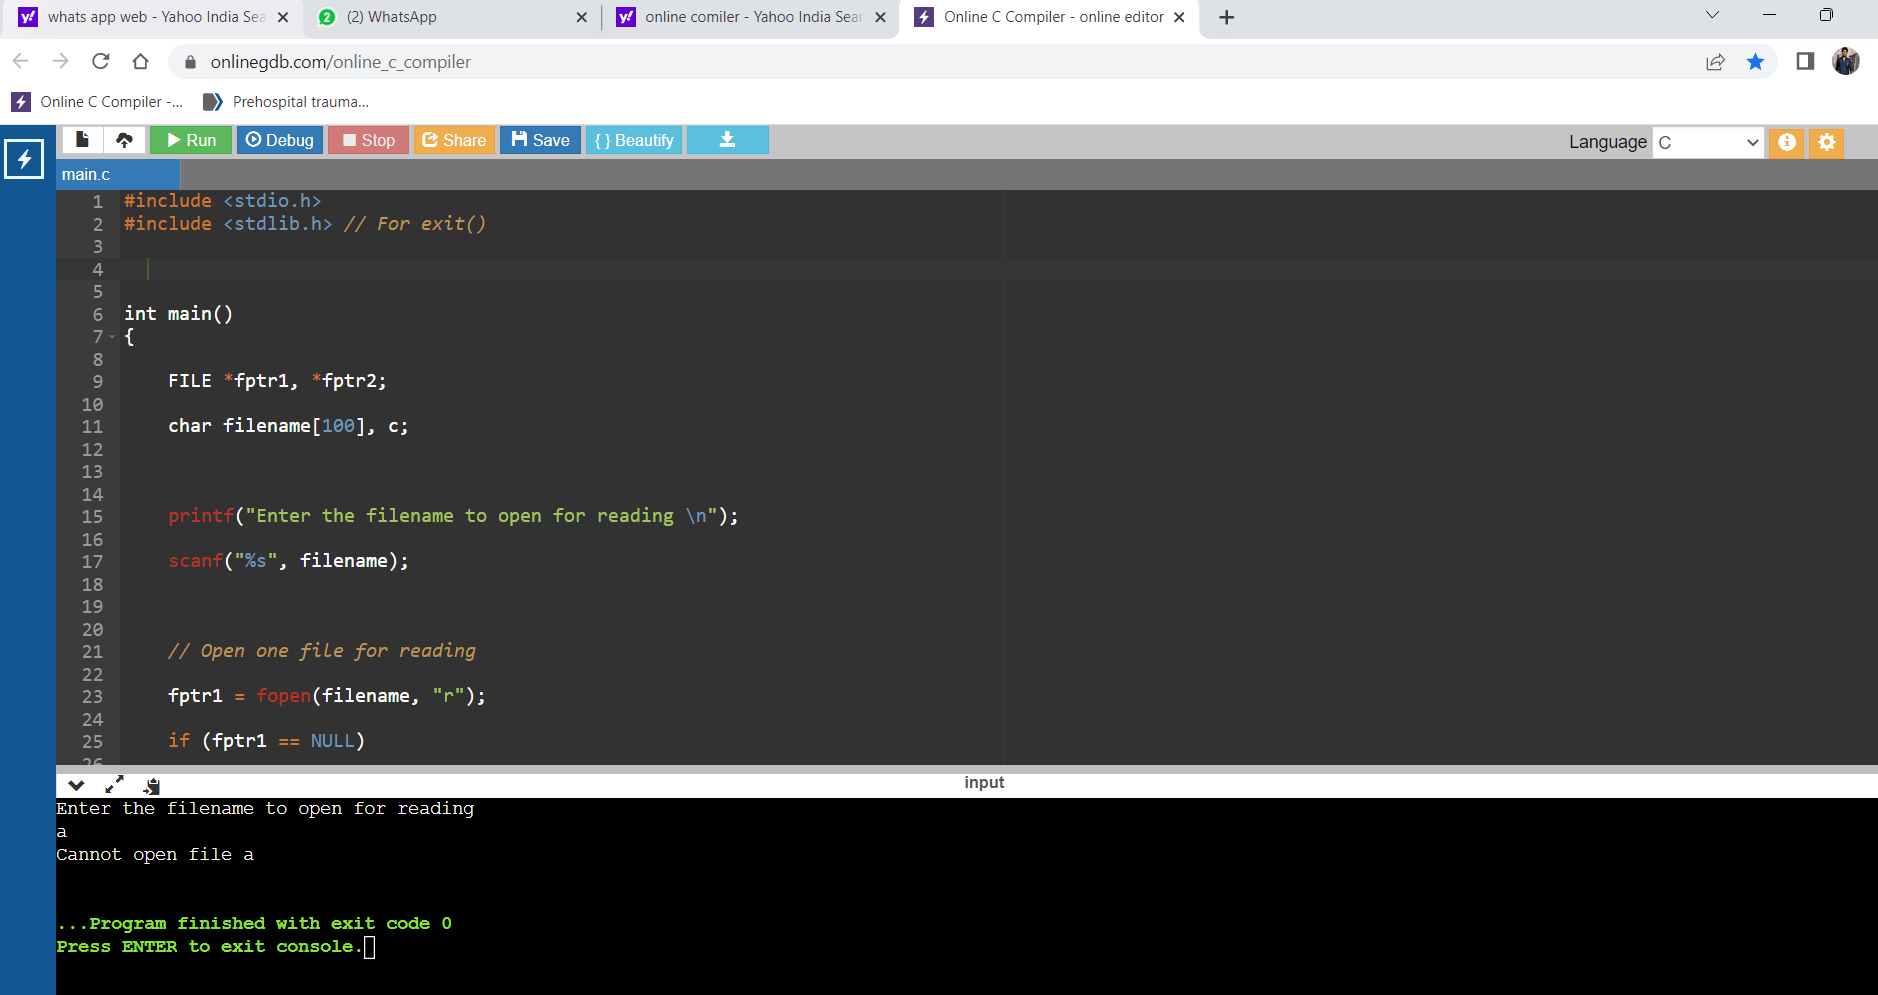 whats app web - Yahoo India Sea
(2) WhatsApp
online comiler - Yahoo India Sear
Online C Compiler - online editor
onlinegdb.com/online_c_compiler
Online C Compiler -...
Prehospital trauma...
Run
Debug
Stop
Share
Save
{ } Beautify
Language C
main.c
1 #include <stdio.h>
2 #include <stdlib.h> // For exit()
3
4
5
6 int main()
7 {
8
9 FILE *fptr1, *fptr2;
10
11 char filename[100], c;
12
13
14
15 printf("Enter the filename to open for reading \n");
16
17 scanf("%s", filename);
18
19
20
21 // Open one file for reading
22
23 fptr1 = fopen(filename, "r");
24
25 if (fptr1 == NULL)
26
input
Enter the filename to open for reading
a
Cannot open file a
...Program finished with exit code 0
Press ENTER to exit console.